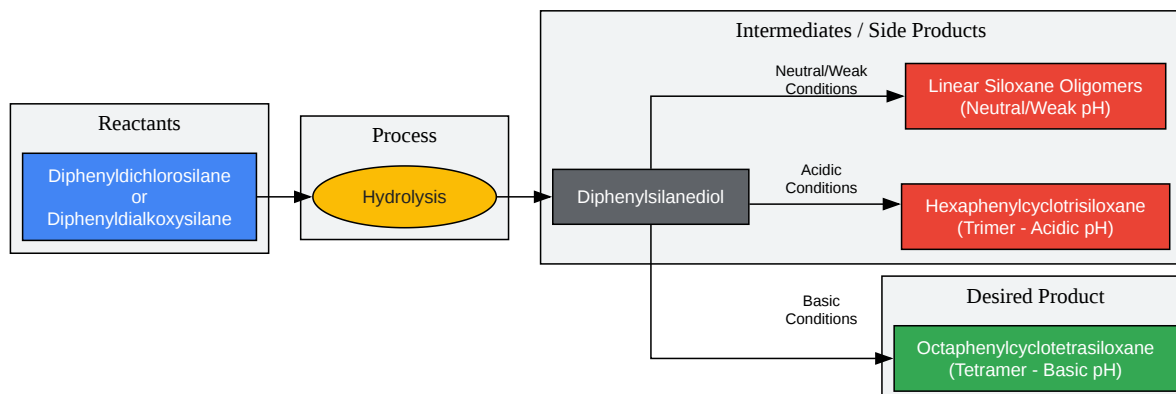 Intermediates / Side Products
Neutral/Weak
Conditions
Linear Siloxane Oligomers
(Neutral/Weak pH)
Reactants
Process
Diphenyldichlorosilane
or
Diphenyldialkoxysilane
Hydrolysis
Diphenylsilanediol
Acidic
Conditions
Hexaphenylcyclotrisiloxane
(Trimer - Acidic pH)
Desired Product
Basic
Conditions
Octaphenylcyclotetrasiloxane
(Tetramer - Basic pH)